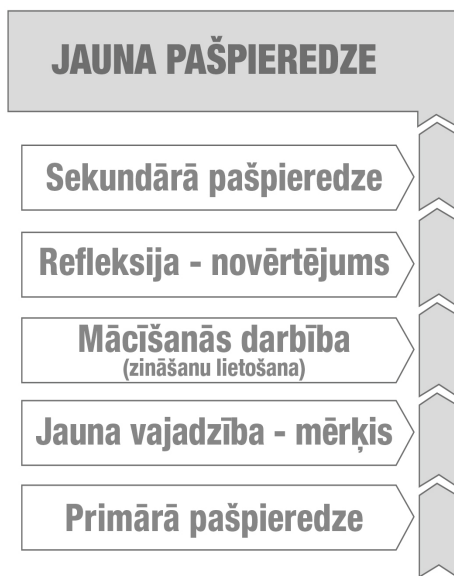 JAUNA PAŠPIEREDZE
Sekundārā pašpieredze
Refleksija - novērtējums
Mācīšanās darbība
(zināšanu lietošana)
Jauna vajadzība - mērķis
Primārā pašpieredze